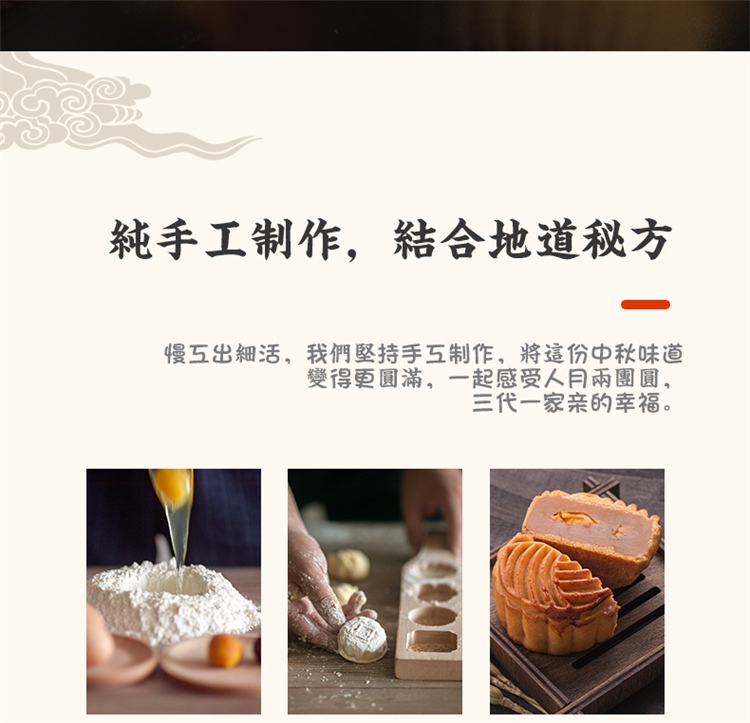 純手工制作，結合地道秘方
慢工出細活，我們堅持手工制作，將這份中秋味道
變得更圓滿，一起感受人月兩團圓，
三代一家亲的幸福。